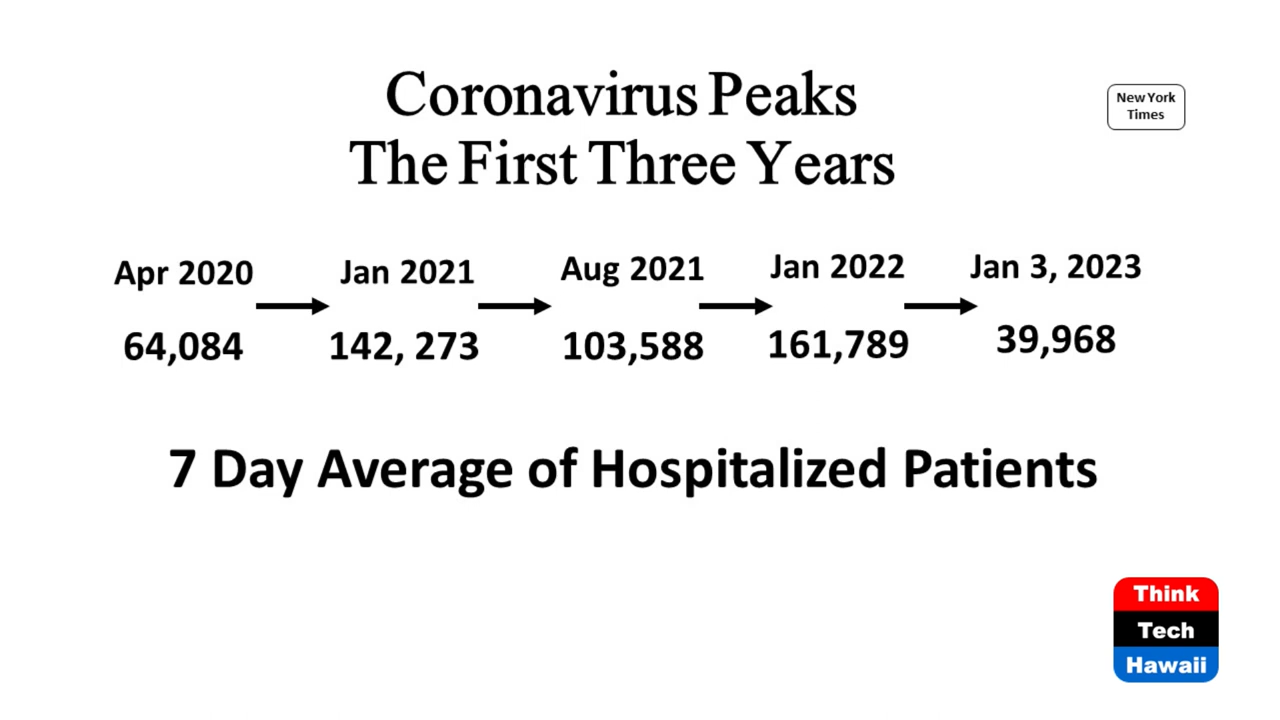 Coronavirus Peaks
The First Three Years
New York
Times
Apr 2020
Jan 2021
Aug 2021
Jan 2022
Jan 3, 2023
64,084
142, 273
103,588
161,789
39,968
7 Day Average of Hospitalized Patients
Think
Tech
Hawaii